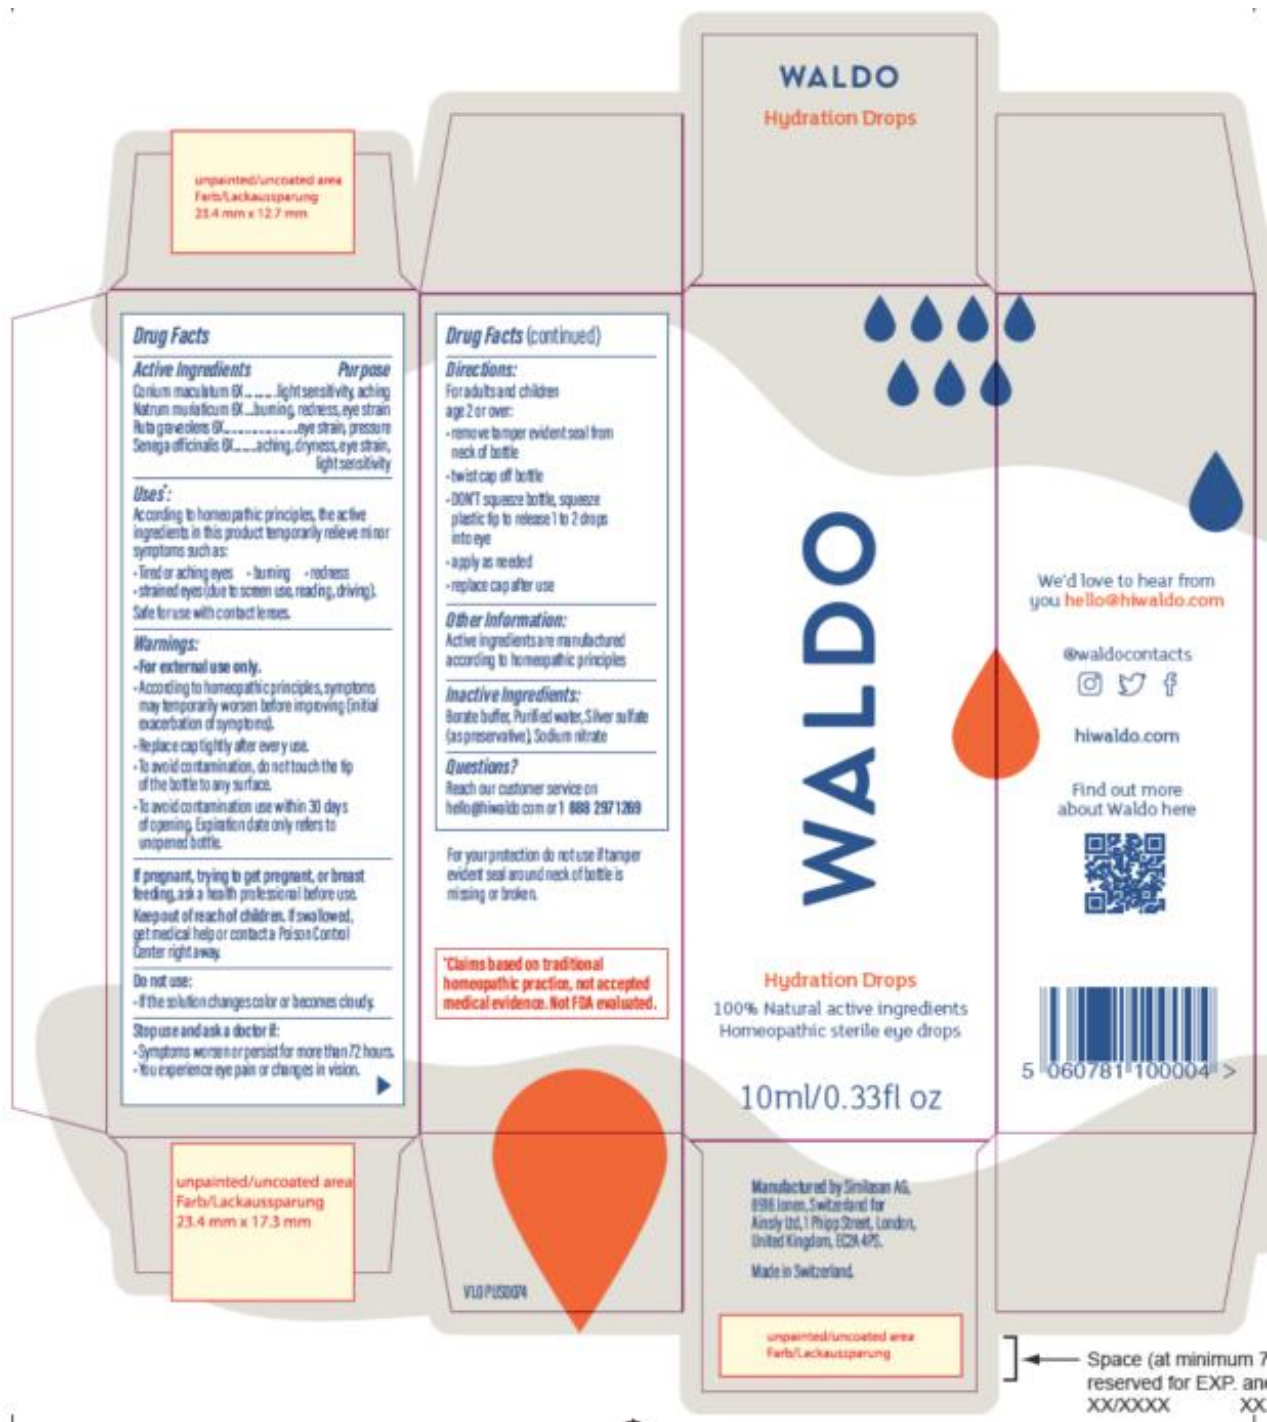 WALDO
Hydration Drops
unpainted/uncoated area
Farb/Lackaussparung
23.4 mm x 12.7 mm
Drug Facts
Active Ingredients Purpose
Conium maculatum 6X...........light sensitivity, aching
Natrum muriaticum 6X...burning, redness, eye strain
Ruta graveolens 6X.........................eye strain, pressure
Senega officinalis 6X........aching, dryness, eye strain,
light sensitivity
Uses*:
According to homeopathic principles, the active
ingredients in this product temporarily relieve minor
symptoms such as:
• Tired or aching eyes • burning • redness
• strained eyes (due to screen use, reading, driving).
Safe for use with contact lenses.
Warnings:
• For external use only.
• According to homeopathic principles, symptoms
may temporarily worsen before improving (initial
exacerbation of symptoms).
• Replace cap tightly after every use.
• To avoid contamination, do not touch the tip
of the bottle to any surface.
• To avoid contamination use within 30 days
of opening. Expiration date only refers to
unopened bottle.
If pregnant, trying to get pregnant, or breast
feeding, ask a health professional before use.
Keep out of reach of children. If swallowed,
get medical help or contact a Poison Control
Center right away.
Do not use:
• If the solution changes color or becomes cloudy.
Stop use and ask a doctor if:
• Symptoms worsen or persist for more than 72 hours.
• You experience eye pain or changes in vision.
unpainted/uncoated area
Farb/Lackaussparung
23.4 mm x 17.3 mm
Drug Facts (continued)
Directions:
For adults and children
age 2 or over:
• remove tamper evident seal from
neck of bottle
• twist cap off bottle
• DON'T squeeze bottle, squeeze
plastic tip to release 1 to 2 drops
into eye
• apply as needed
• replace cap after use
Other Information:
Active ingredients are manufactured
according to homeopathic principles
Inactive Ingredients:
Borate buffer, Purified water, Silver sulfate
(as preservative), Sodium nitrate
Questions?
Reach our customer service on
hello@hiwaldo.com or 1 888 297 1269
For your protection do not use if tamper
evident seal around neck of bottle is
missing or broken.
*Claims based on traditional
homeopathic practice, not accepted
medical evidence. Not FDA evaluated.
V1.0 PUS0G74
WALDO
Hydration Drops
100% Natural active ingredients
Homeopathic sterile eye drops
10ml/0.33fl oz
Manufactured by Similasan AG,
8916 Jonen, Switzerland for
Ainsly Ltd, 1 Phipp Street, London,
United Kingdom, EC2A 4PS.
Made in Switzerland.
unpainted/uncoated area
Farb/Lackaussparung
We'd love to hear from
you hello@hiwaldo.com
@waldocontacts
hiwaldo.com
Find out more
about Waldo here
5 060781 100004 >
Space (at minimum 7
reserved for EXP. and
XX/XXXX XX